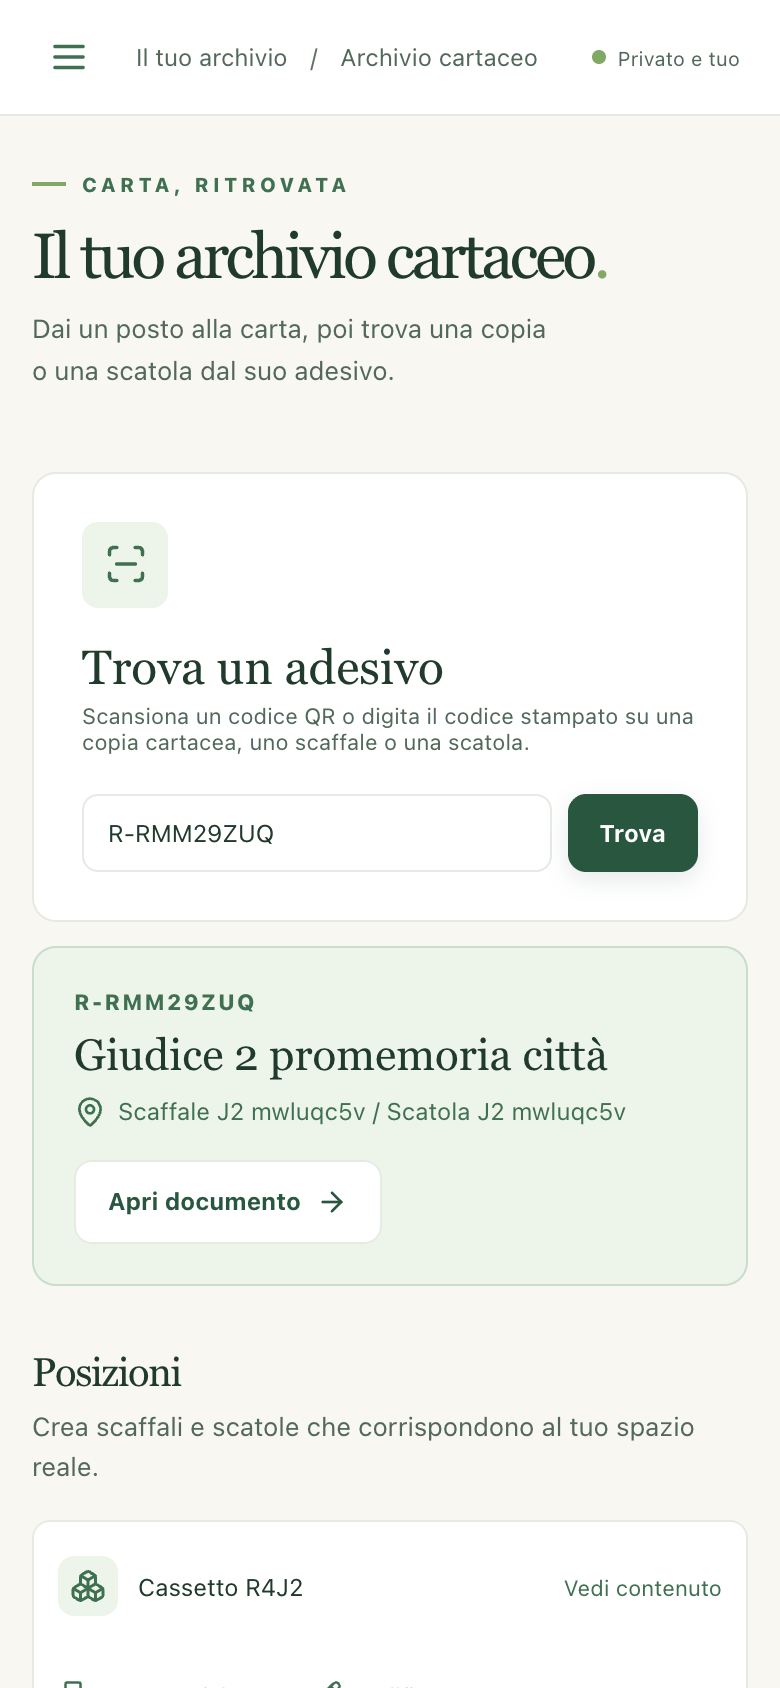 Il tuo archivio / Archivio cartaceo
Privato e tuo
CARTA, RITROVATA
Il tuo archivio cartaceo.
Dai un posto alla carta, poi trova una copia
o una scatola dal suo adesivo.
Trova un adesivo
Scansiona un codice QR o digita il codice stampato su una
copia cartacea, uno scaffale o una scatola.
R-RMM29ZUQ
Trova
R-RMM29ZUQ
Giudice 2 promemoria città
Scaffale J2 mwluqc5v / Scatola J2 mwluqc5v
Apri documento
Posizioni
Crea scaffali e scatole che corrispondono al tuo spazio
reale.
Cassetto R4J2
Vedi contenuto